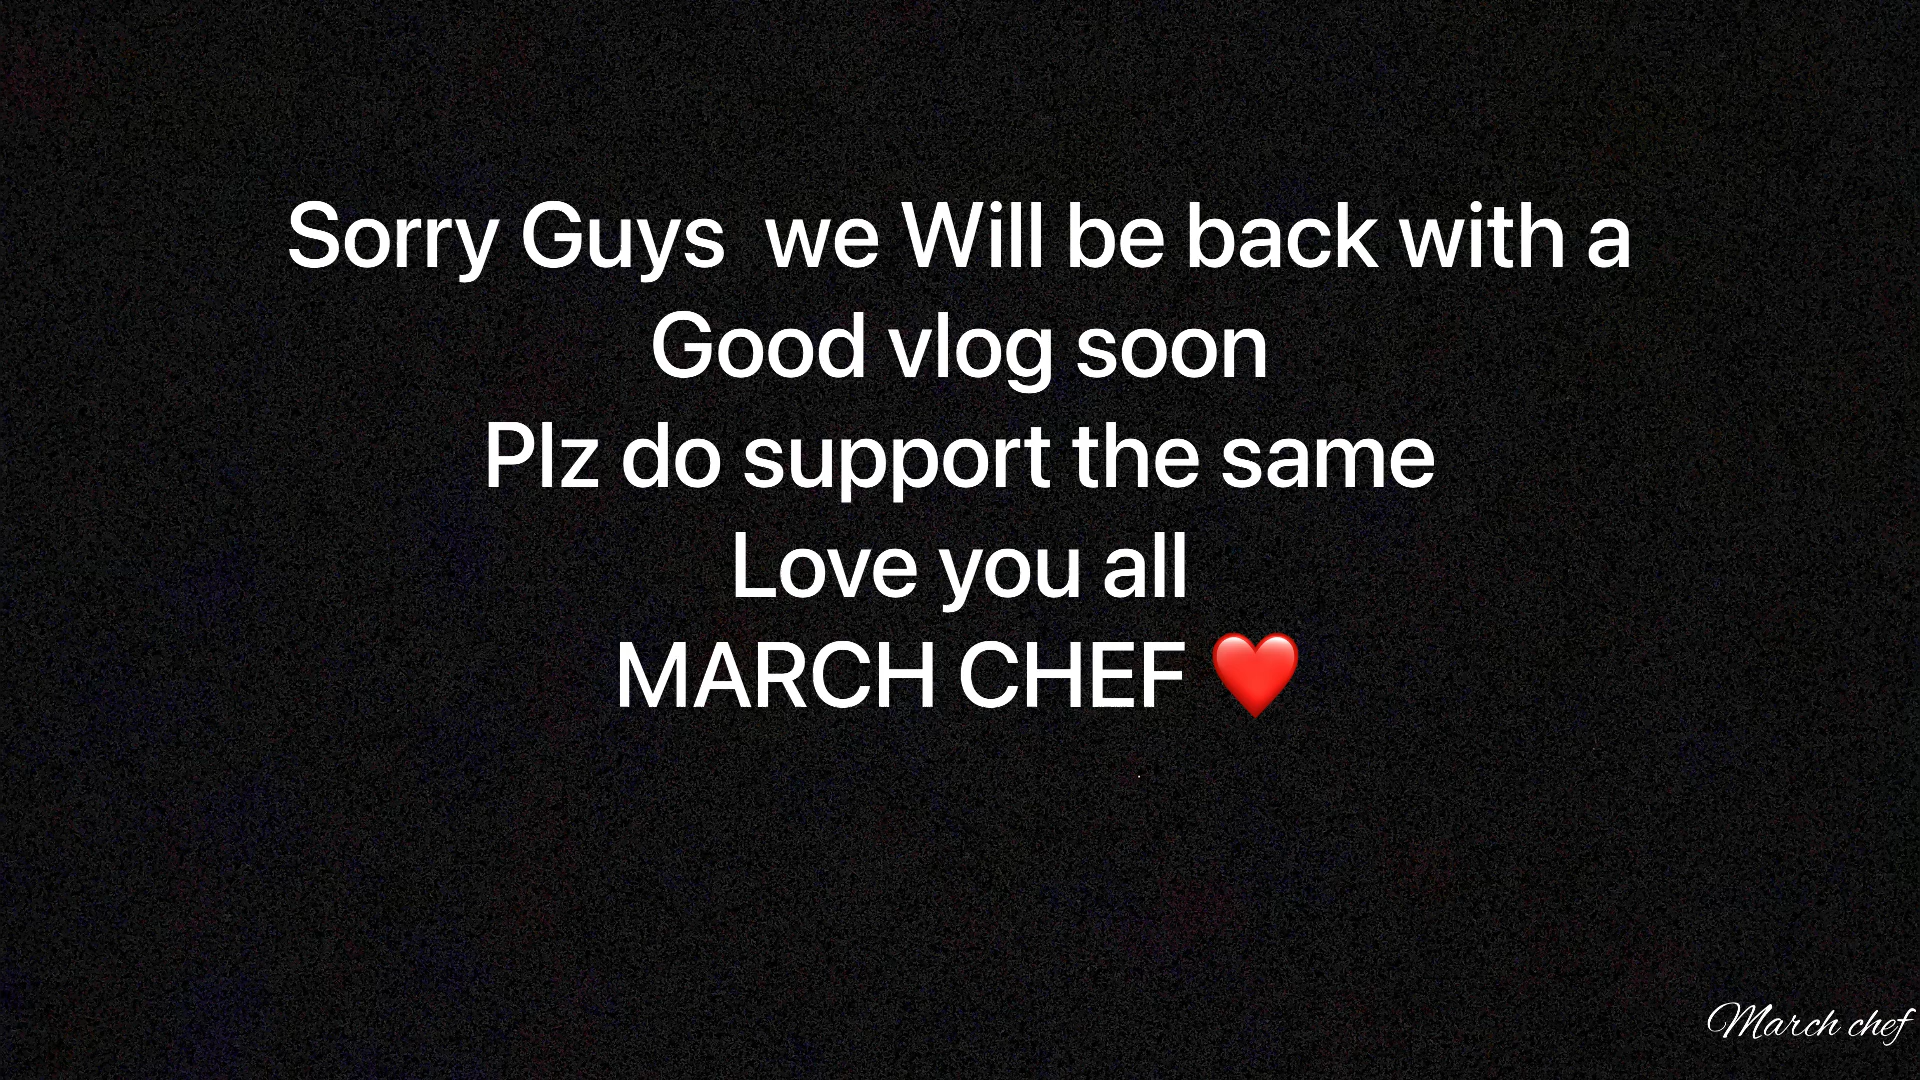 Sorry Guys  we Will be back with a
Good vlog soon
Plz do support the same
Love you all
MARCH CHEF ❤️
March chef